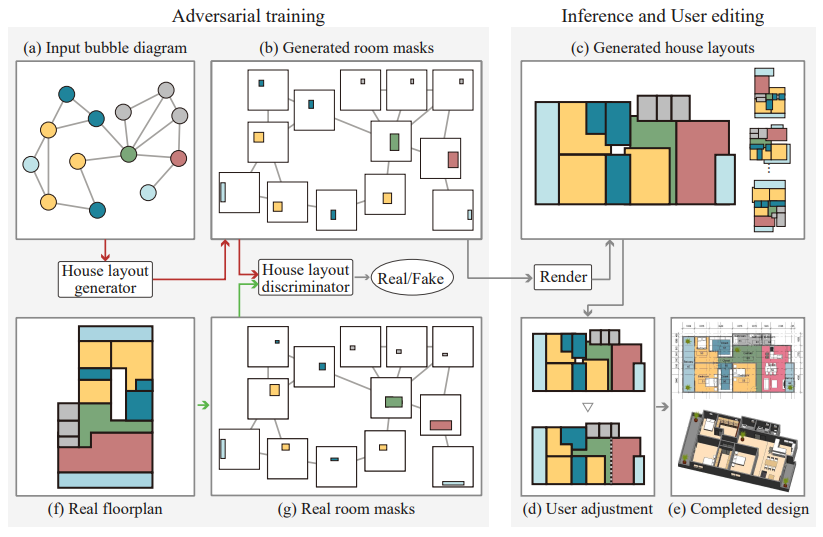 Adversarial training
Inference and User editing
(a) Input bubble diagram
(b) Generated room masks
(c) Generated house layouts
House layout
generator
House layout
discriminator
Real/Fake
Render
(f) Real floorplan
(g) Real room masks
(d) User adjustment
(e) Completed design